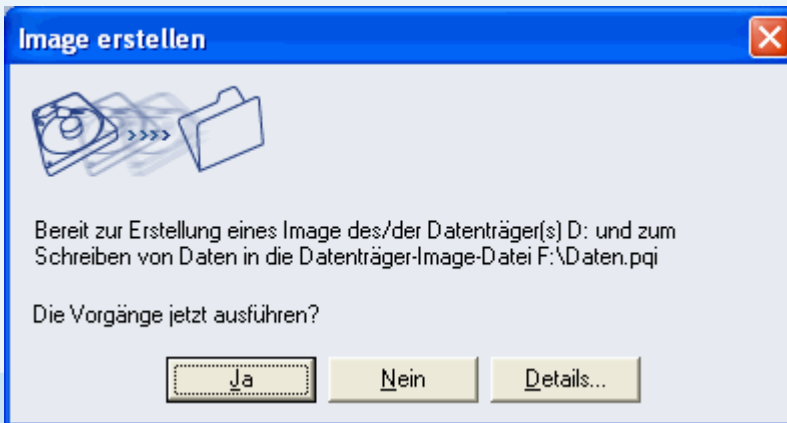 Image erstellen
Bereit zur Erstellung eines Image des/der Datenträger(s) D: und zum
Schreiben von Daten in die Datenträger-Image-Datei F:\Daten.pqi
Die Vorgänge jetzt ausführen?
Ja
Nein
Details...